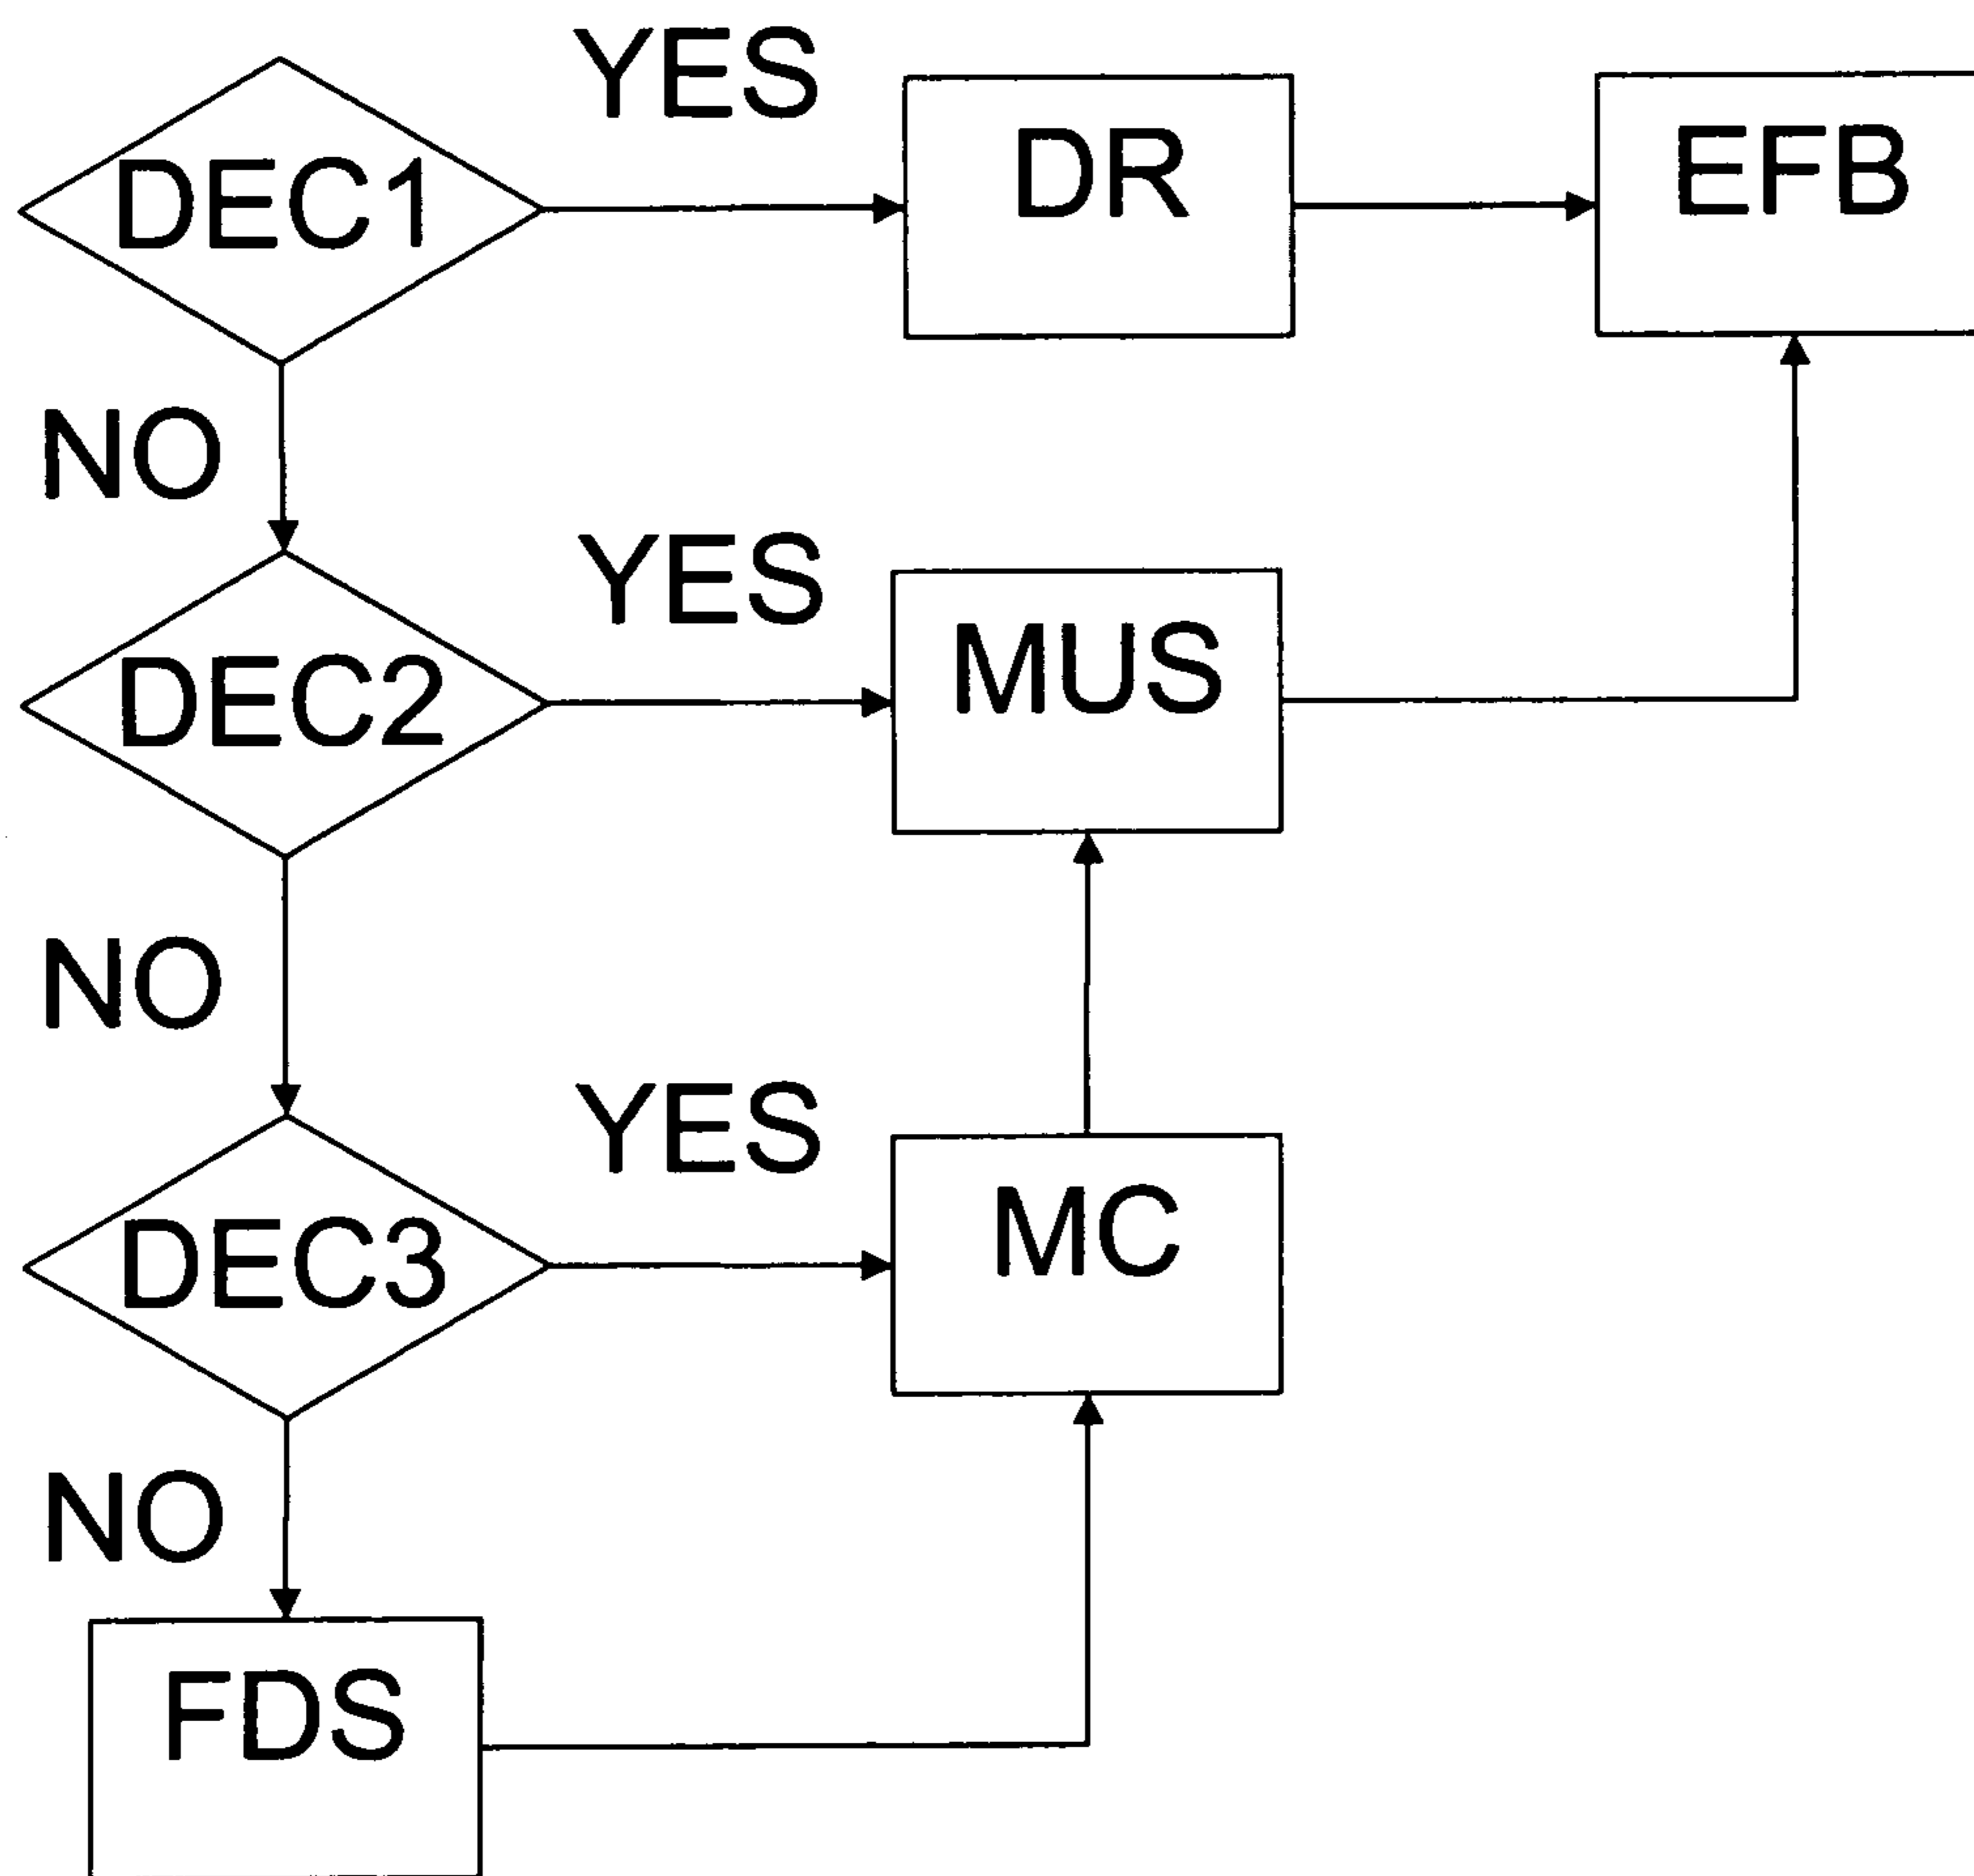 YES
DEC1
DR
EFB
NO
YES
DEC2
MUS
NO
YES
DEC3
MC
NO
FDS